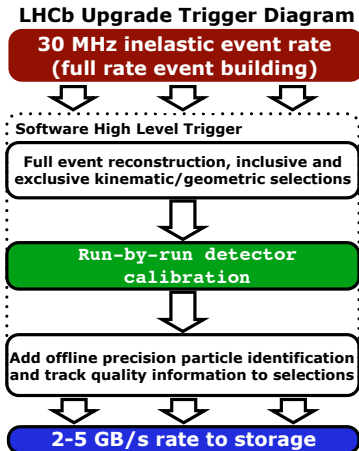 LHCb Upgrade Trigger Diagram
30 MHz inelastic event rate
(full rate event building)
Software High Level Trigger
Full event reconstruction, inclusive and
exclusive kinematic/geometric selections
Run-by-run detector
calibration
Add offline precision particle identification
and track quality information to selections
2-5 GB/s rate to storage